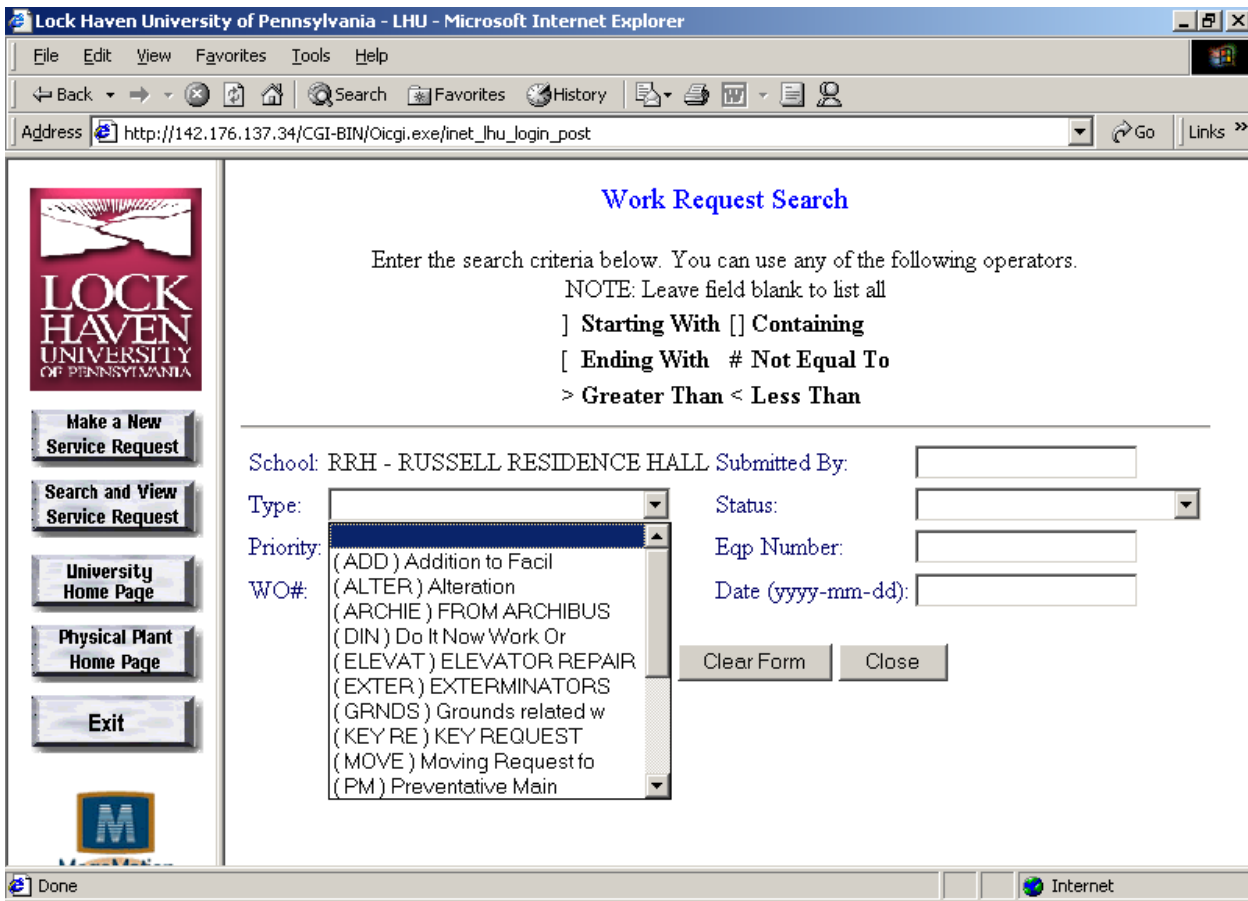 Lock Haven University of Pennsylvania - LHU - Microsoft Internet Explorer
File Edit View Favorites Tools Help
Back Search Favorites History
Address http://142.176.137.34/CGI-BIN/Oicgi.exe/inet_lhu_login_post Go Links »
LOCK
HAVEN
UNIVERSITY
OF PENNSYLVANIA
Make a New
Service Request
Search and View
Service Request
University
Home Page
Physical Plant
Home Page
Exit
M
Work Request Search
Enter the search criteria below. You can use any of the following operators.
NOTE: Leave field blank to list all
] Starting With [] Containing
[ Ending With # Not Equal To
> Greater Than < Less Than
School: RRH - RUSSELL RESIDENCE HALL Submitted By:
Type: Status:
Priority: Eqp Number:
WO#: Date (yyyy-mm-dd):
( ADD ) Addition to Facil
( ALTER ) Alteration
( ARCHIE ) FROM ARCHIBUS
( DIN ) Do It Now Work Or
( ELEVAT ) ELEVATOR REPAIR
( EXTER ) EXTERMINATORS
( GRNDS ) Grounds related w
( KEY RE ) KEY REQUEST
( MOVE ) Moving Request fo
( PM ) Preventative Main
Clear Form Close
Done Internet